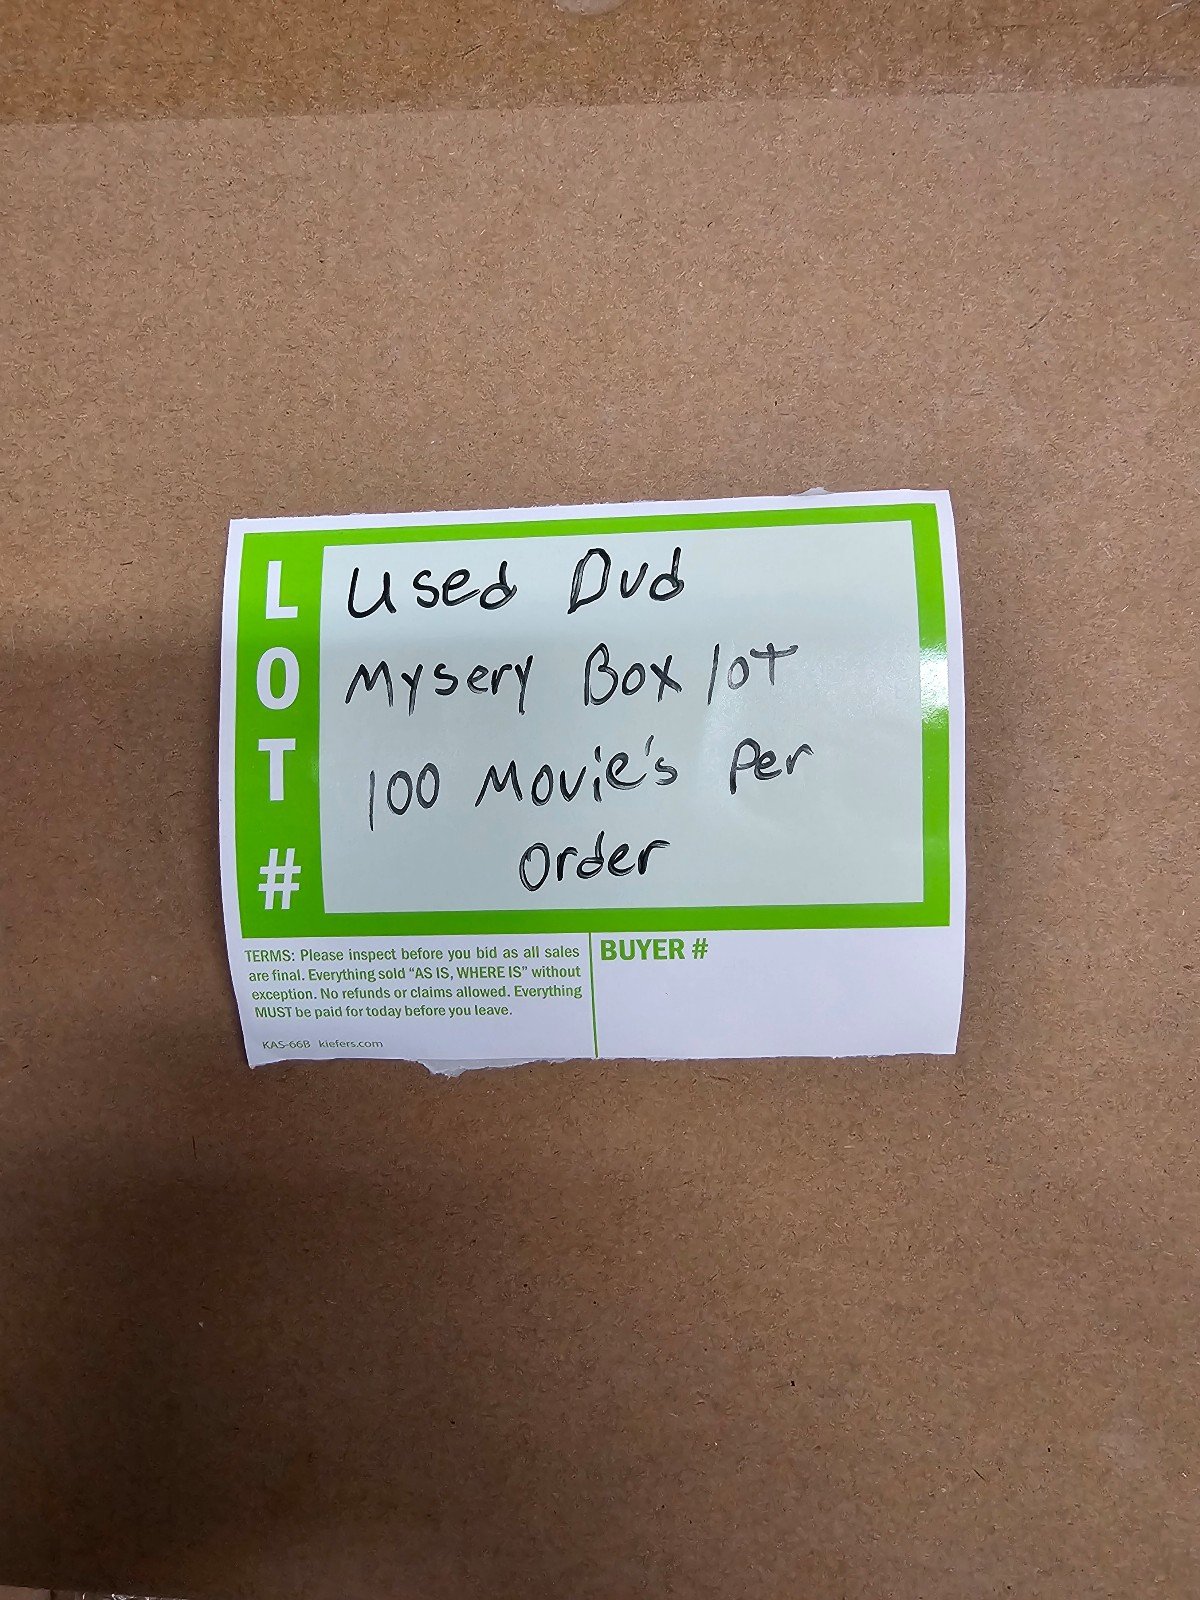 LOT #
Used Dvd
Mysery Box lot
100 Movie's Per
Order
TERMS: Please inspect before you bid as all sales
are final. Everything sold "AS IS, WHERE IS" without
exception. No refunds or claims allowed. Everything
MUST be paid for today before you leave.
KAS-66B kiefers.com
BUYER #